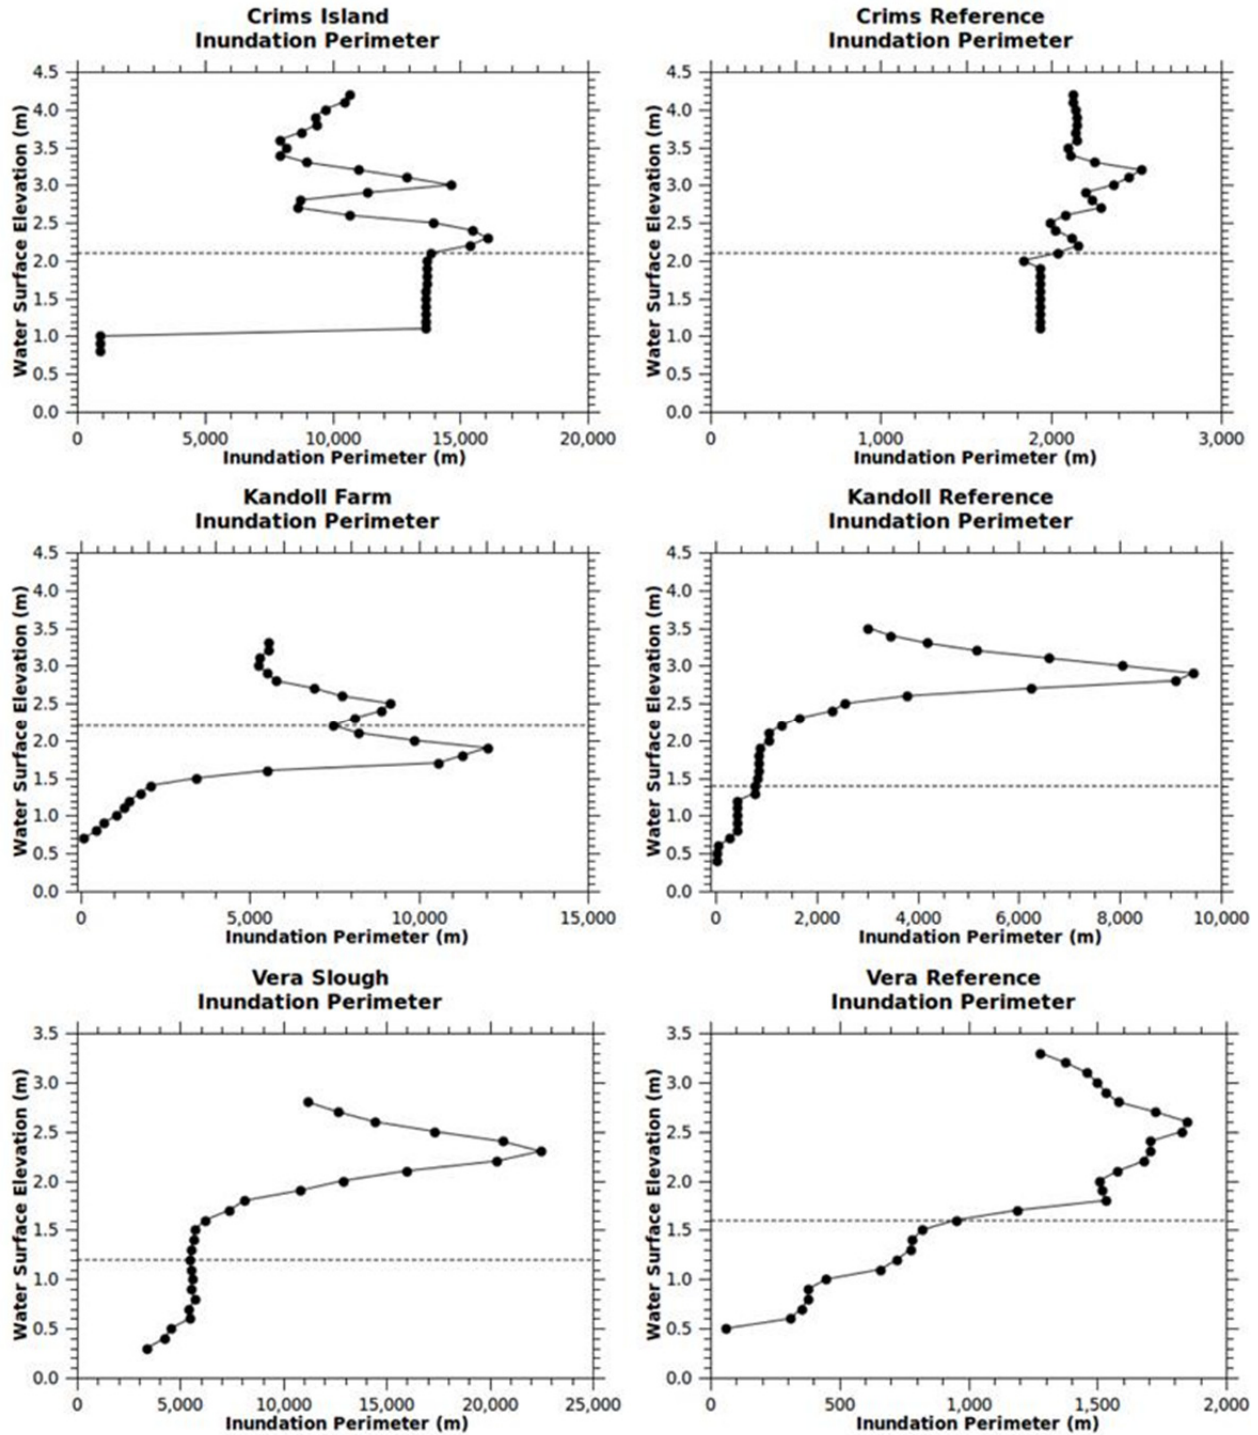 Crims Island
Inundation Perimeter
Water Surface Elevation (m)
4.5
4.0
3.5
3.0
2.5
2.0
1.5
1.0
0.5
0.0
0 5,000 10,000 15,000 20,000
Inundation Perimeter (m)
Crims Reference
Inundation Perimeter
Water Surface Elevation (m)
4.5
4.0
3.5
3.0
2.5
2.0
1.5
1.0
0.5
0.0
0 1,000 2,000 3,000
Inundation Perimeter (m)
Kandoll Farm
Inundation Perimeter
Water Surface Elevation (m)
4.5
4.0
3.5
3.0
2.5
2.0
1.5
1.0
0.5
0.0
0 5,000 10,000 15,000
Inundation Perimeter (m)
Kandoll Reference
Inundation Perimeter
Water Surface Elevation (m)
4.5
4.0
3.5
3.0
2.5
2.0
1.5
1.0
0.5
0.0
0 2,000 4,000 6,000 8,000 10,000
Inundation Perimeter (m)
Vera Slough
Inundation Perimeter
Water Surface Elevation (m)
3.5
3.0
2.5
2.0
1.5
1.0
0.5
0.0
0 5,000 10,000 15,000 20,000 25,000
Inundation Perimeter (m)
Vera Reference
Inundation Perimeter
Water Surface Elevation (m)
3.5
3.0
2.5
2.0
1.5
1.0
0.5
0.0
0 500 1,000 1,500 2,000
Inundation Perimeter (m)